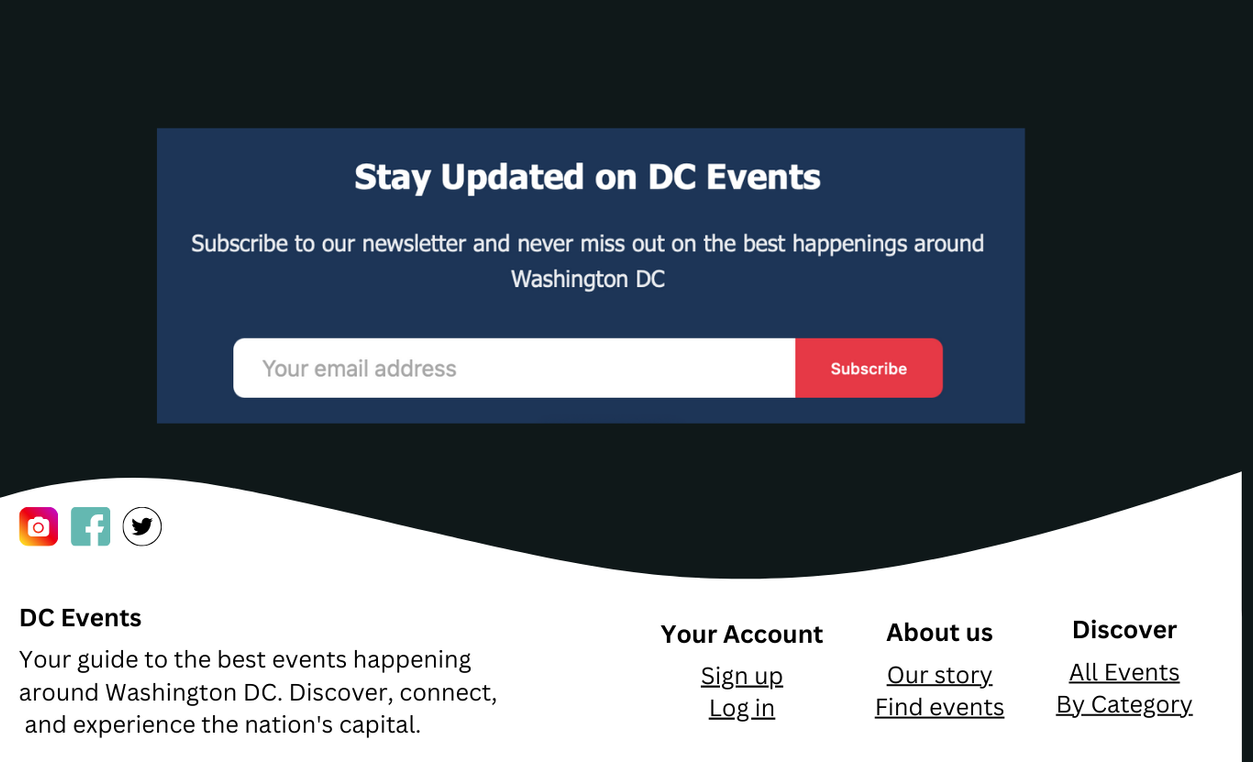 Stay Updated on DC Events
Subscribe to our newsletter and never miss out on the best happenings around
Washington DC
Your email address
Subscribe
DC Events
Your guide to the best events happening
around Washington DC. Discover, connect,
and experience the nation's capital.
Your Account
Sign up
Log in
About us
Our story
Find events
Discover
All Events
By Category